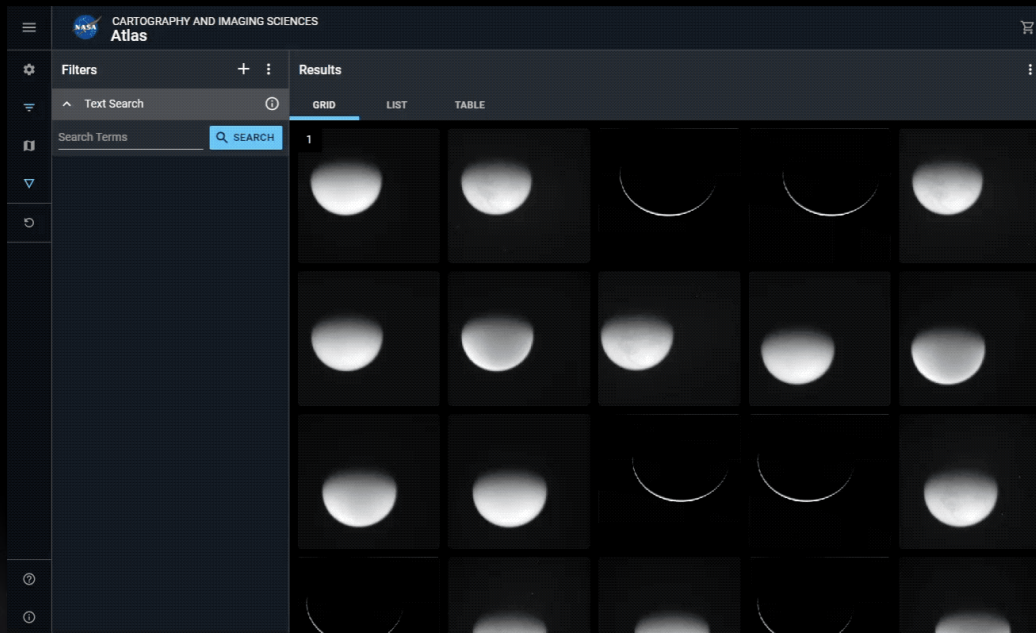 NASA
CARTOGRAPHY AND IMAGING SCIENCES
Atlas
Filters
Results
Text Search
GRID LIST TABLE
Search Terms
SEARCH
1